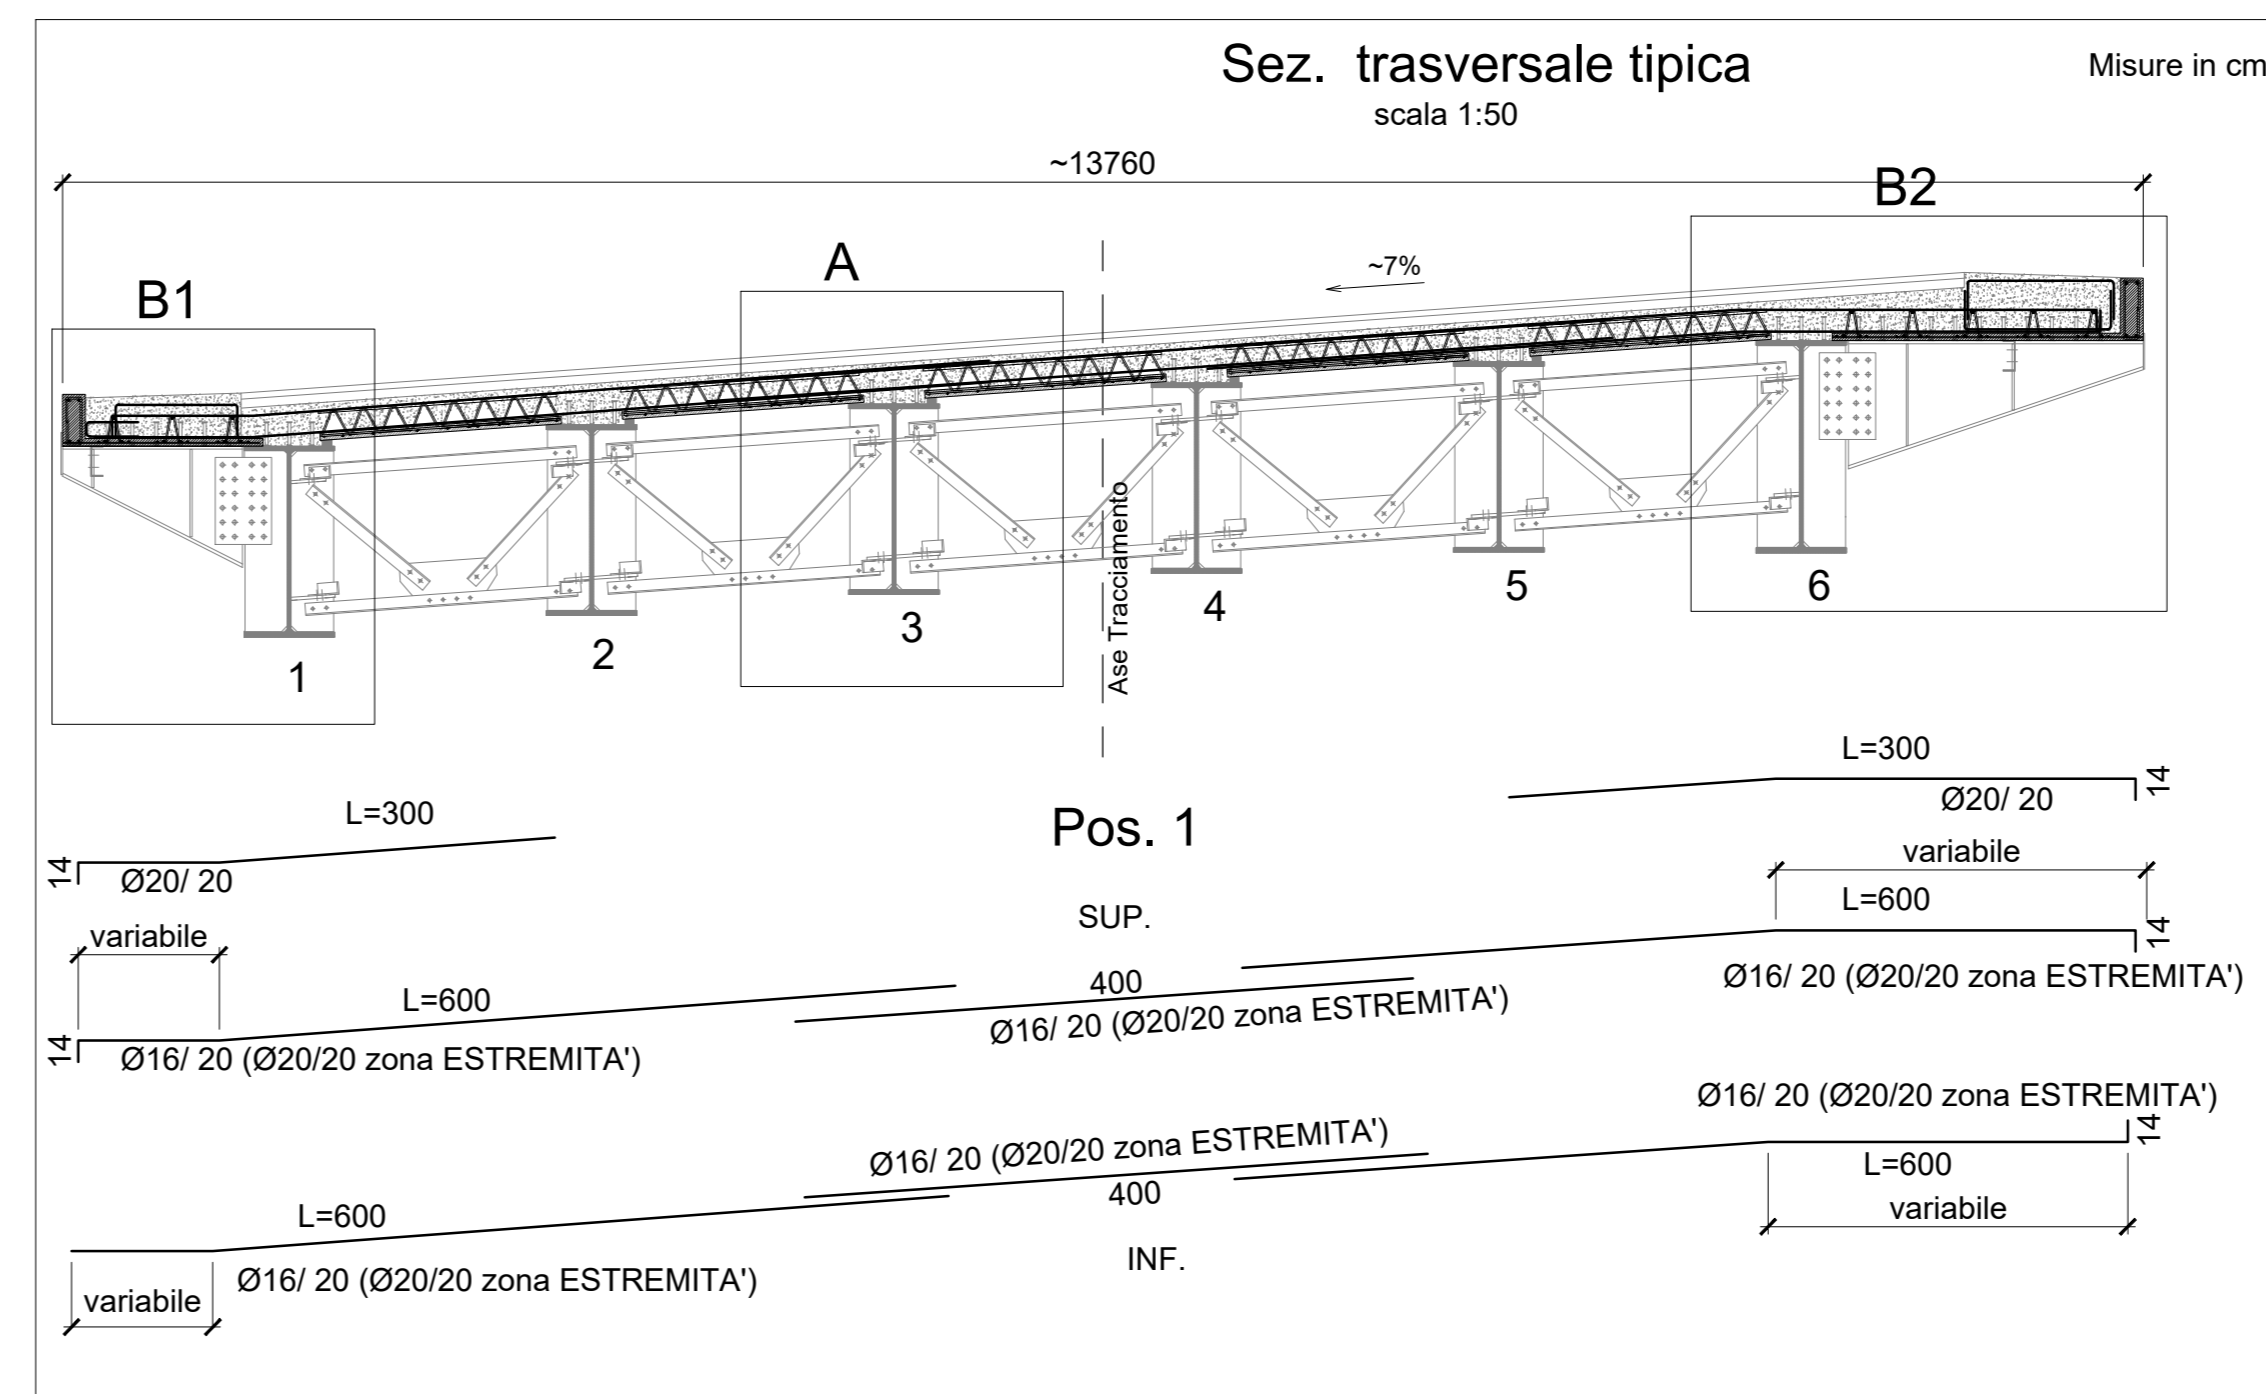 Sez. trasversale tipica
Misure in cm
scala 1:50
~13760
B2
A
~7%
B1
Ase Tracciamento
1
2
3
4
5
6
L=300
14
Ø20/ 20
L=300
14
Ø20/ 20
Pos. 1
variabile
SUP.
L=600
14
variabile
L=600
400
Ø16/ 20 (Ø20/20 zona ESTREMITA')
Ø16/ 20 (Ø20/20 zona ESTREMITA')
14
Ø16/ 20 (Ø20/20 zona ESTREMITA')
Ø16/ 20 (Ø20/20 zona ESTREMITA')
14
Ø16/ 20 (Ø20/20 zona ESTREMITA')
L=600
400
variabile
L=600
INF.
Ø16/ 20 (Ø20/20 zona ESTREMITA')
variabile